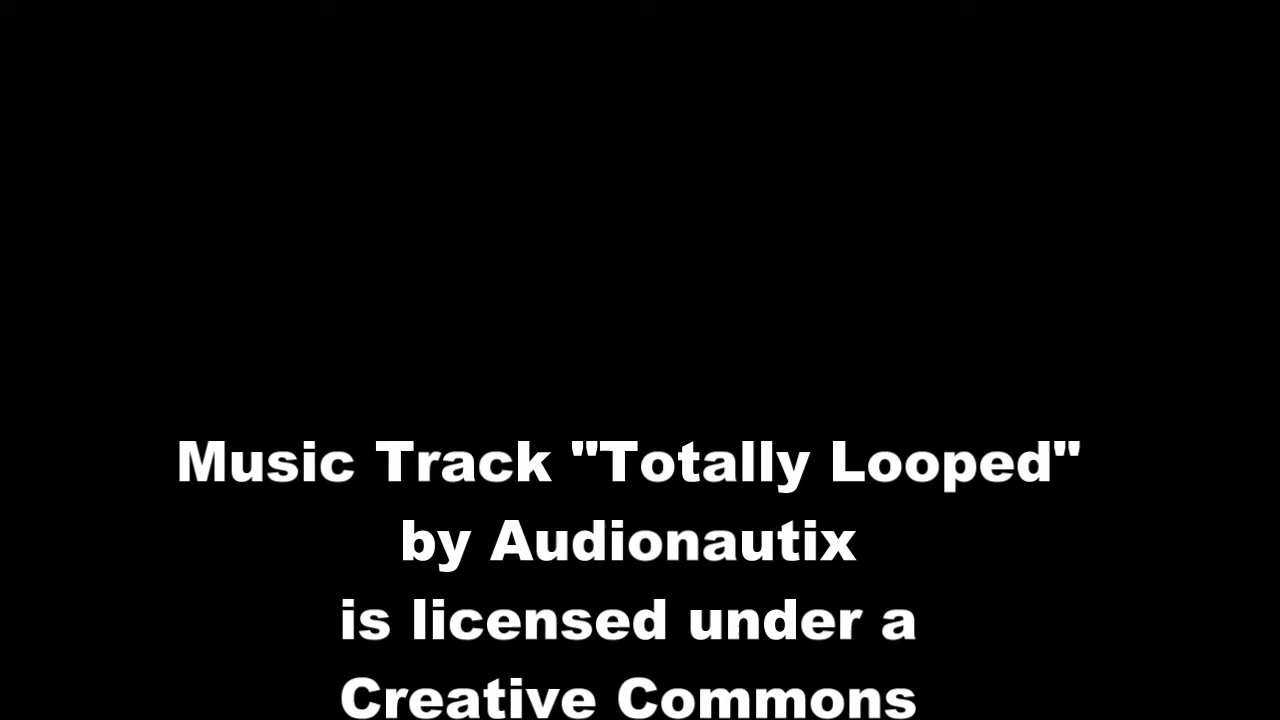 Music Track "Totally Looped"
by Audionautix
is licensed under a
Creative Commons